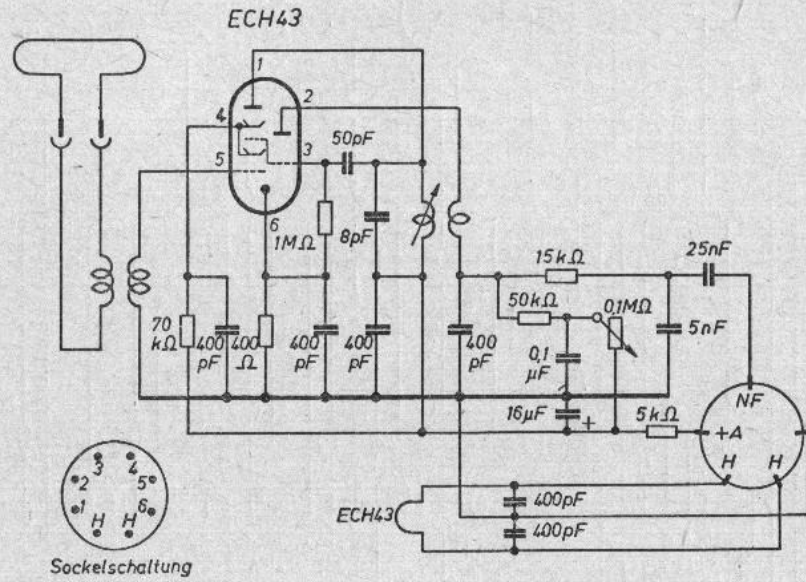 ECH43
1
2
4
3
50pF
5
6
1MΩ
8pF
15kΩ
25nF
50kΩ
0,1MΩ
70
kΩ
400
pF
400
Ω
400
pF
400
pF
400
pF
0,1
µF
5nF
16µF
+
5kΩ
NF
+A
H
H
ECH43
400pF
400pF
3
4
2
5
1
6
H
H
Sockelschaltung